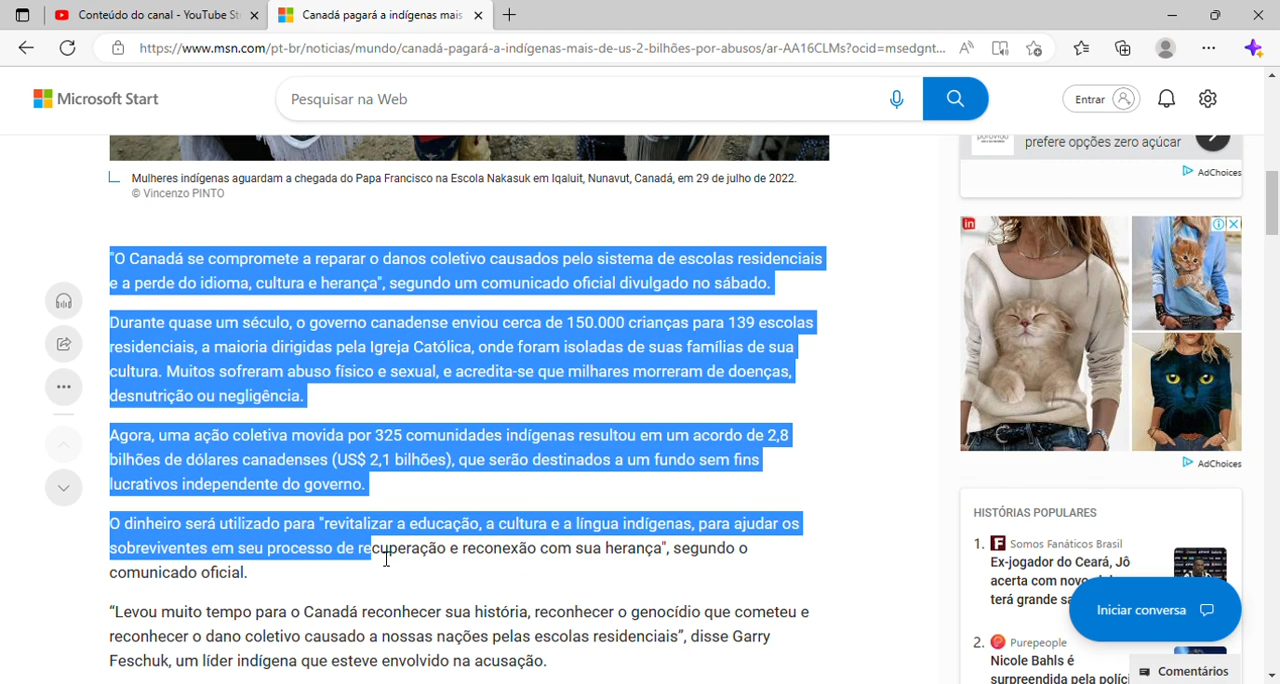 Conteúdo do canal - YouTube St
Canadá pagará a indígenas mais
https://www.msn.com/pt-br/noticias/mundo/canadá-pagará-a-indígenas-mais-de-us-2-bilhões-por-abusos/ar-AA16CLMs?ocid=msedgnt...
Microsoft Start
Pesquisar na Web
Entrar
Mulheres indígenas aguardam a chegada do Papa Francisco na Escola Nakasuk em Iqaluit, Nunavut, Canadá, em 29 de julho de 2022.
© Vincenzo PINTO
"O Canadá se compromete a reparar o danos coletivo causados pelo sistema de escolas residenciais
e a perde do idioma, cultura e herança", segundo um comunicado oficial divulgado no sábado.
Durante quase um século, o governo canadense enviou cerca de 150.000 crianças para 139 escolas
residenciais, a maioria dirigidas pela Igreja Católica, onde foram isoladas de suas famílias de sua
cultura. Muitos sofreram abuso físico e sexual, e acredita-se que milhares morreram de doenças,
desnutrição ou negligência.
Agora, uma ação coletiva movida por 325 comunidades indígenas resultou em um acordo de 2,8
bilhões de dólares canadenses (US$ 2,1 bilhões), que serão destinados a um fundo sem fins
lucrativos independente do governo.
O dinheiro será utilizado para "revitalizar a educação, a cultura e a língua indígenas, para ajudar os
sobreviventes em seu processo de recuperação e reconexão com sua herança", segundo o
comunicado oficial.
“Levou muito tempo para o Canadá reconhecer sua história, reconhecer o genocídio que cometeu e
reconhecer o dano coletivo causado a nossas nações pelas escolas residenciais”, disse Garry
Feschuk, um líder indígena que esteve envolvido na acusação.
prefere opções zero açúcar
AdChoices
in
AdChoices
HISTÓRIAS POPULARES
1. F Somos Fanáticos Brasil
Ex-jogador do Ceará, Jô
acerta com novo
terá grande sa
Iniciar conversa
2. Purepeople
Nicole Bahls é
surpreendida pela políci
Comentários